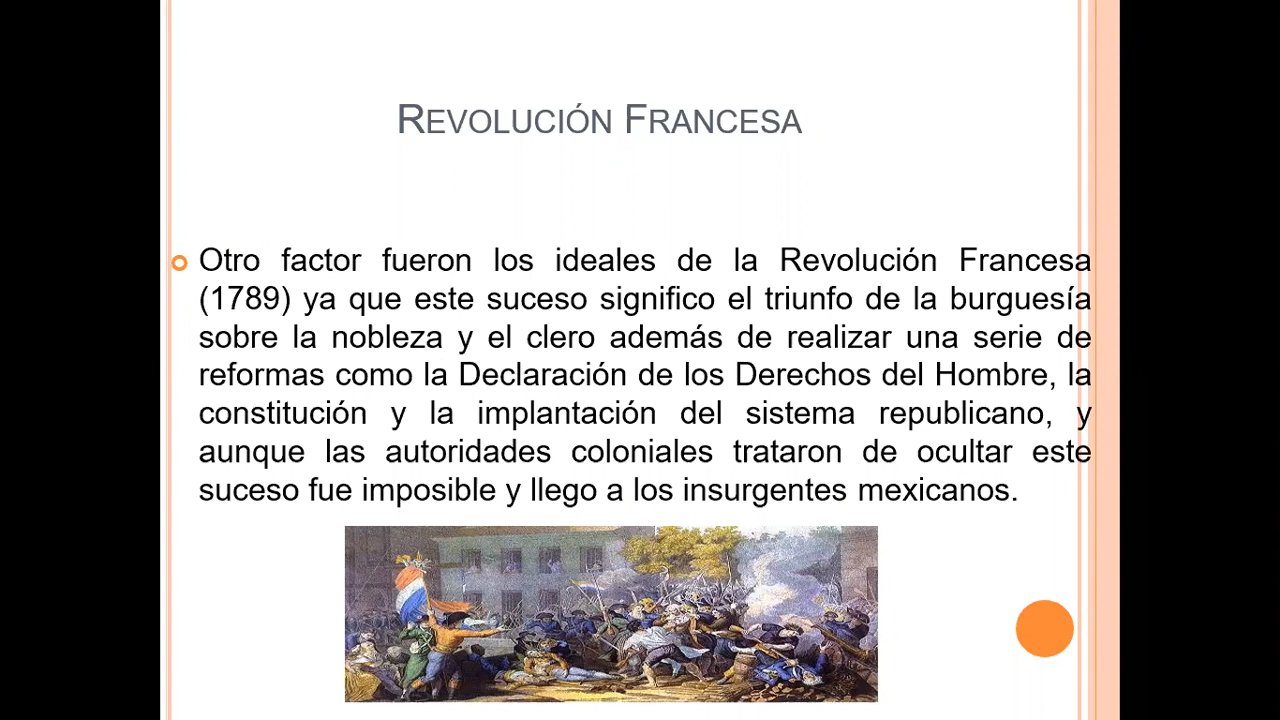 REVOLUCIÓN FRANCESA
Otro factor fueron los ideales de la Revolución Francesa
(1789) ya que este suceso significo el triunfo de la burguesía
sobre la nobleza y el clero además de realizar una serie de
reformas como la Declaración de los Derechos del Hombre, la
constitución y la implantación del sistema republicano, y
aunque las autoridades coloniales trataron de ocultar este
suceso fue imposible y llego a los insurgentes mexicanos.